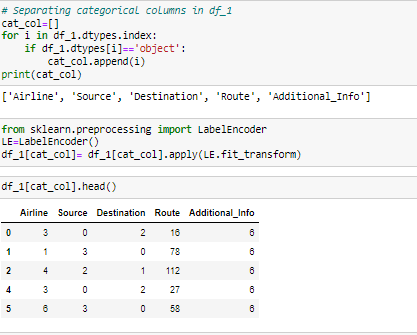 # Separating categorical columns in df_1
cat_col=[]
for i in df_1.dtypes.index:
    if df_1.dtypes[i]=='object':
        cat_col.append(i)
print(cat_col)
['Airline', 'Source', 'Destination', 'Route', 'Additional_Info']
from sklearn.preprocessing import LabelEncoder
LE=LabelEncoder()
df_1[cat_col]= df_1[cat_col].apply(LE.fit_transform)
df_1[cat_col].head()
Airline Source Destination Route Additional_Info
0 3 0 2 16 6
1 1 3 0 78 6
2 4 2 1 112 6
4 3 0 2 27 6
5 6 3 0 58 6